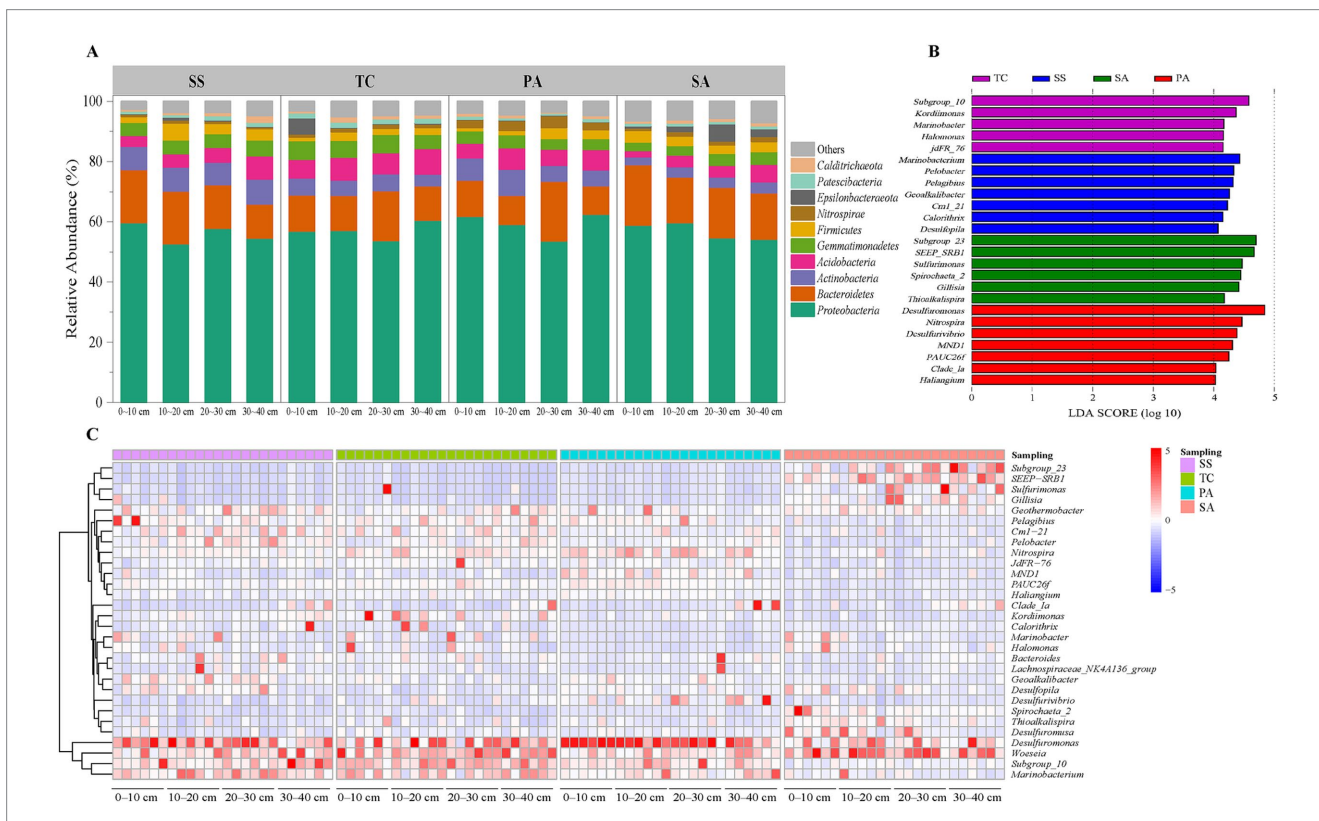 A
B
SS TC PA SA
Relative Abundance (%)
100
80
60
40
20
0
0~10 cm 10~20 cm 20~30 cm 30~40 cm 0~10 cm 10~20 cm 20~30 cm 30~40 cm 0~10 cm 10~20 cm 20~30 cm 30~40 cm 0~10 cm 10~20 cm 20~30 cm 30~40 cm
Others
Calditrichaeota
Patescibacteria
Epsilonbacteraeota
Nitrospirae
Firmicutes
Gemmatimonadetes
Acidobacteria
Actinobacteria
Bacteroidetes
Proteobacteria
TC SS SA PA
Subgroup_10
Kordiimonas
Marinobacter
Halomonas
jdFR_76
Marinobacterium
Pelobacter
Pelagibius
Geoalkalibacter
Cm1_21
Calorithrix
Desulfopila
Subgroup_23
SEEP_SRB1
Sulfurimonas
Spirochaeta_2
Gillisia
Thioalkalispira
Desulfuromonas
Nitrospira
Desulfurivibrio
MND1
PAUC26f
Clade_la
Haliangium
0 1 2 3 4 5
LDA SCORE (log 10)
C
Sampling
Subgroup_23
SEEP−SRB1
Sulfurimonas
Gillisia
Geothermobacter
Pelagibius
Cm1−21
Pelobacter
Nitrospira
JdFR−76
MND1
PAUC26f
Haliangium
Clade_Ia
Kordiimonas
Calorithrix
Marinobacter
Halomonas
Bacteroides
Lachnospiraceae_NK4A136_group
Geoalkalibacter
Desulfopila
Desulfurivibrio
Spirochaeta_2
Thioalkalispira
Desulfuromusa
Desulfuromonas
Woeseia
Subgroup_10
Marinobacterium
5
0
−5
Sampling
SS
TC
PA
SA
0–10 cm 10–20 cm 20–30 cm 30–40 cm 0–10 cm 10–20 cm 20–30 cm 30–40 cm 0–10 cm 10–20 cm 20–30 cm 30–40 cm 0–10 cm 10–20 cm 20–30 cm 30–40 cm